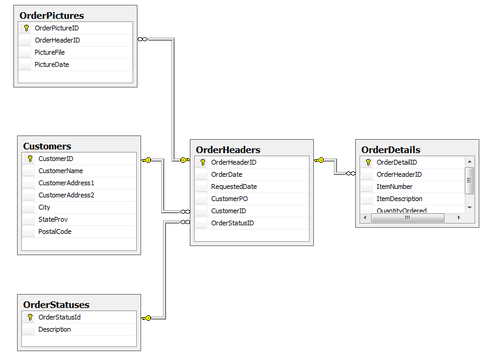 OrderPictures
OrderPictureID
OrderHeaderID
PictureFile
PictureDate
Customers
CustomerID
CustomerName
CustomerAddress1
CustomerAddress2
City
StateProv
PostalCode
OrderHeaders
OrderHeaderID
OrderDate
RequestedDate
CustomerPO
CustomerID
OrderStatusID
OrderDetails
OrderDetailID
OrderHeaderID
ItemNumber
ItemDescription
QuantityOrdered
OrderStatuses
OrderStatusId
Description